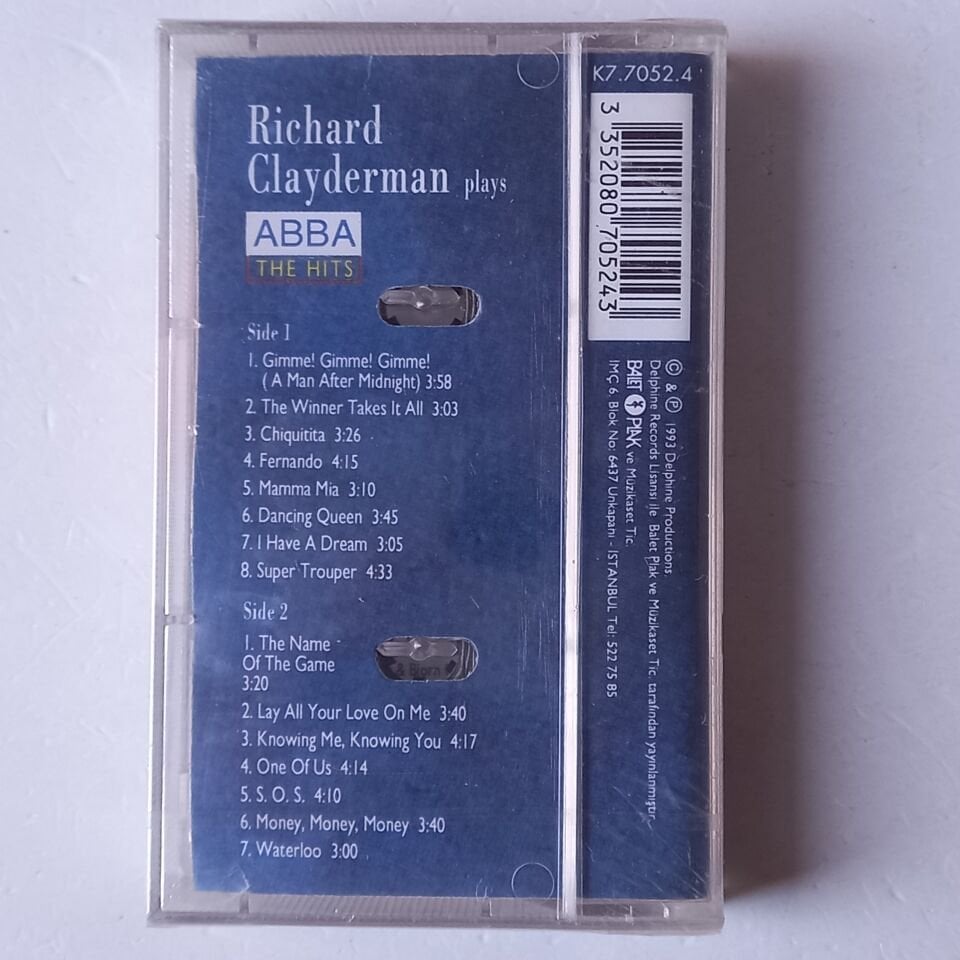 Richard
Clayderman plays
ABBA
THE HITS
Side 1
1. Gimme! Gimme! Gimme!
( A Man After Midnight) 3:58
2. The Winner Takes It All 3:03
3. Chiquitita 3:26
4. Fernando 4:15
5. Mamma Mia 3:10
6. Dancing Queen 3:45
7. I Have A Dream 3:05
8. Super Trouper 4:33
Side 2
1. The Name
Of The Game
3:20
2. Lay All Your Love On Me 3:40
3. Knowing Me, Knowing You 4:17
4. One Of Us 4:14
5. S. O. S. 4:10
6. Money, Money, Money 3:40
7. Waterloo 3:00
& Bjorn
K7.7052.4
3 352080 705243
© & ℗ 1993 Delphine Productions.
Delphine Records Lisansı ile Balet Plak ve Müzikaset Tic. tarafından yayınlanmıştır.
BALET PLAK ve Müzikaset Tic.
İMÇ 6. Blok No: 6437 Unkapanı - İSTANBUL Tel: 522 75 85